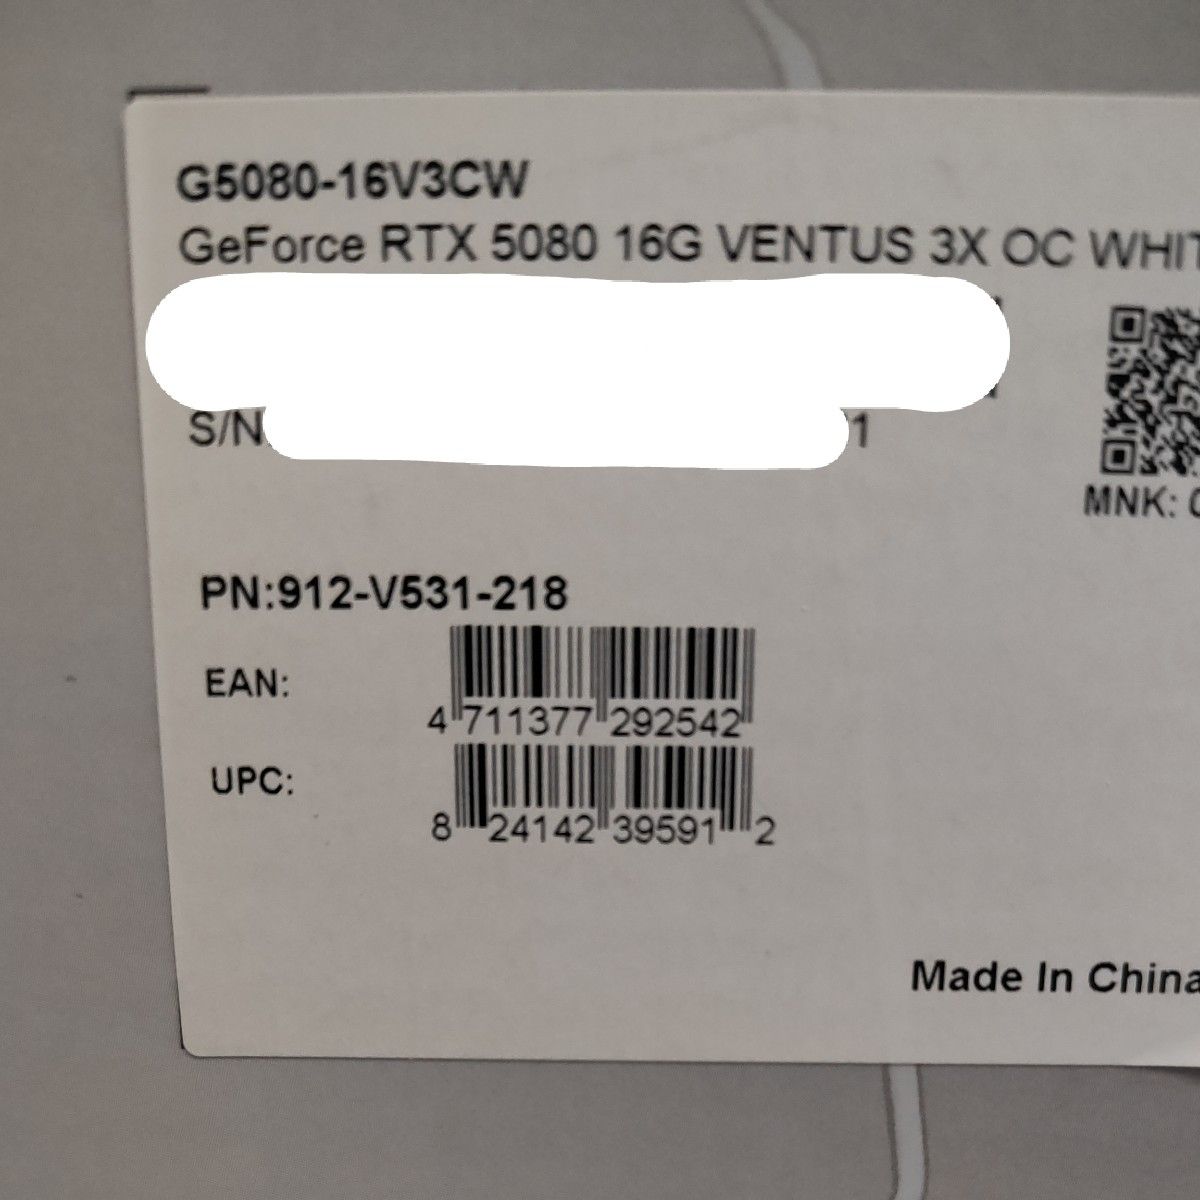 G5080-16V3CW
GeForce RTX 5080 16G VENTUS 3X OC WHIT
S/N
1
MNK:
PN:912-V531-218
EAN:
4 711377 292542
UPC:
8 24142 39591 2
Made In China